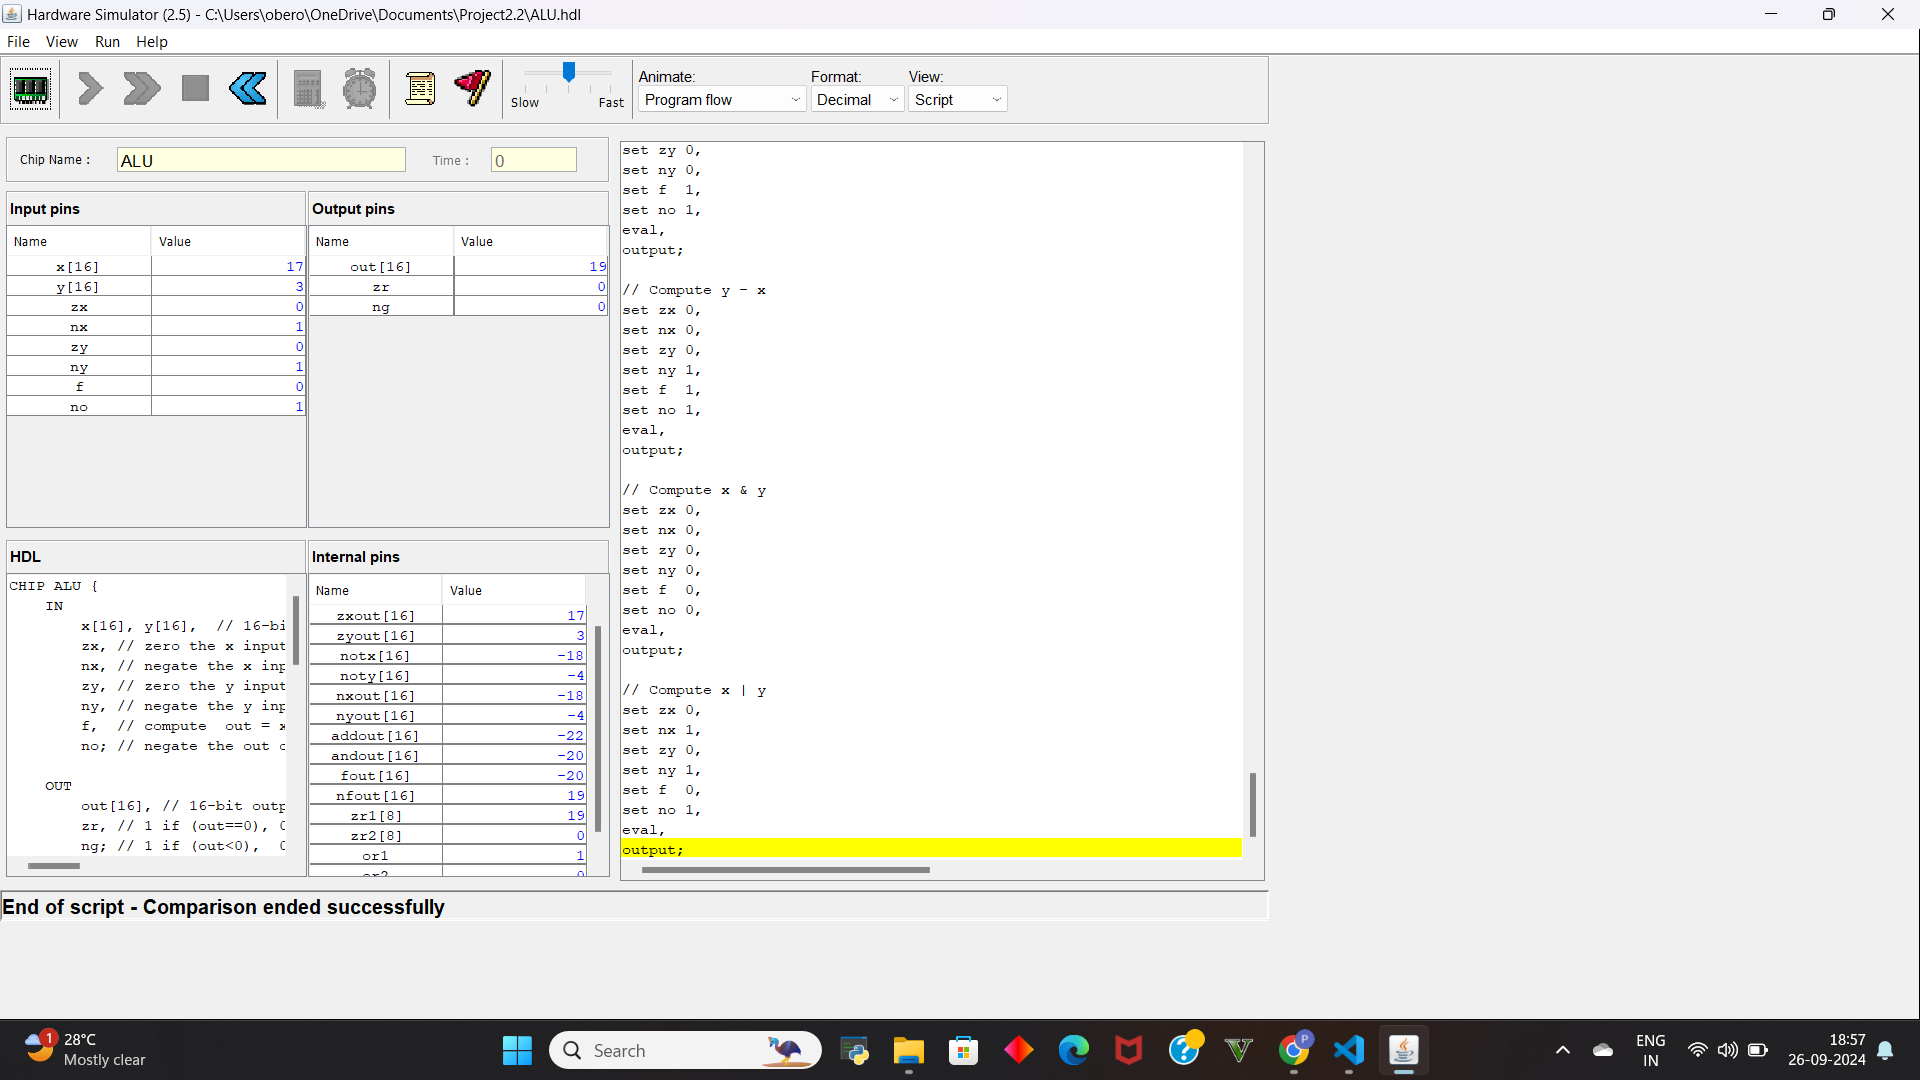 Hardware Simulator (2.5) - C:\Users\obero\OneDrive\Documents\Project2.2\ALU.hdl
File View Run Help
Slow Fast
Animate: Format: View:
Program flow Decimal Script
Chip Name : ALU Time : 0
Input pins
Name Value
x[16] 17
y[16] 3
zx 0
nx 1
zy 0
ny 1
f 0
no 1
Output pins
Name Value
out[16] 19
zr 0
ng 0
HDL
CHIP ALU {
IN
x[16], y[16], // 16-bi
zx, // zero the x input
nx, // negate the x inp
zy, // zero the y input
ny, // negate the y inp
f, // compute out = x
no; // negate the out o
OUT
out[16], // 16-bit outp
zr, // 1 if (out==0), 0
ng; // 1 if (out<0), 0
Internal pins
Name Value
zxout[16] 17
zyout[16] 3
notx[16] -18
noty[16] -4
nxout[16] -18
nyout[16] -4
addout[16] -22
andout[16] -20
fout[16] -20
nfout[16] 19
zr1[8] 19
zr2[8] 0
or1 1
or2 0
set zy 0,
set ny 0,
set f 1,
set no 1,
eval,
output;
// Compute y - x
set zx 0,
set nx 0,
set zy 0,
set ny 1,
set f 1,
set no 1,
eval,
output;
// Compute x & y
set zx 0,
set nx 0,
set zy 0,
set ny 0,
set f 0,
set no 0,
eval,
output;
// Compute x | y
set zx 0,
set nx 1,
set zy 0,
set ny 1,
set f 0,
set no 1,
eval,
output;
End of script - Comparison ended successfully
1
28°C
Mostly clear
Search
P
ENG
IN
18:57
26-09-2024